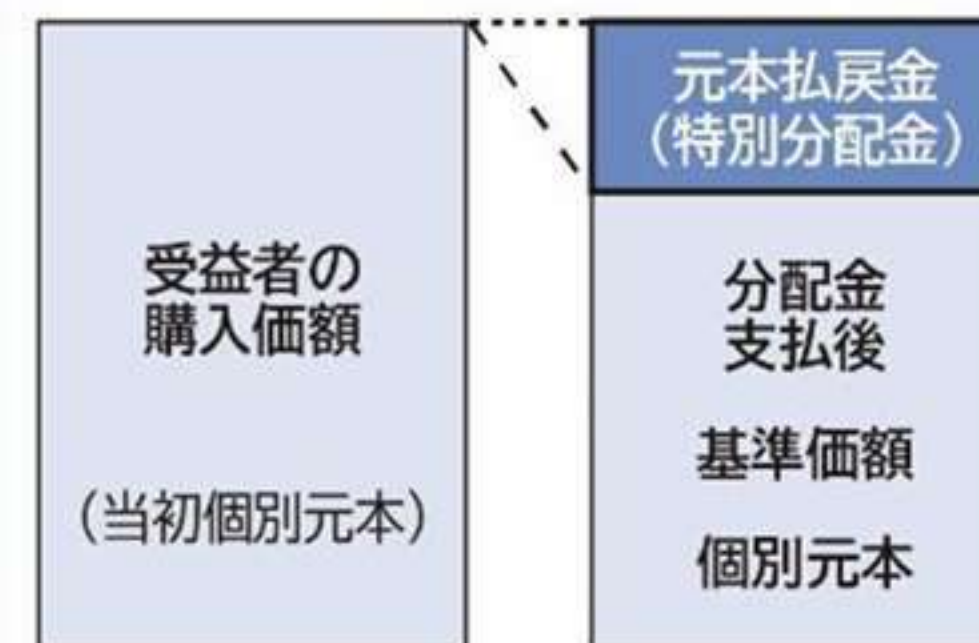 受益者の
購入価額
（当初個別元本）
元本払戻金
（特別分配金）
分配金
支払後
基準価額
個別元本